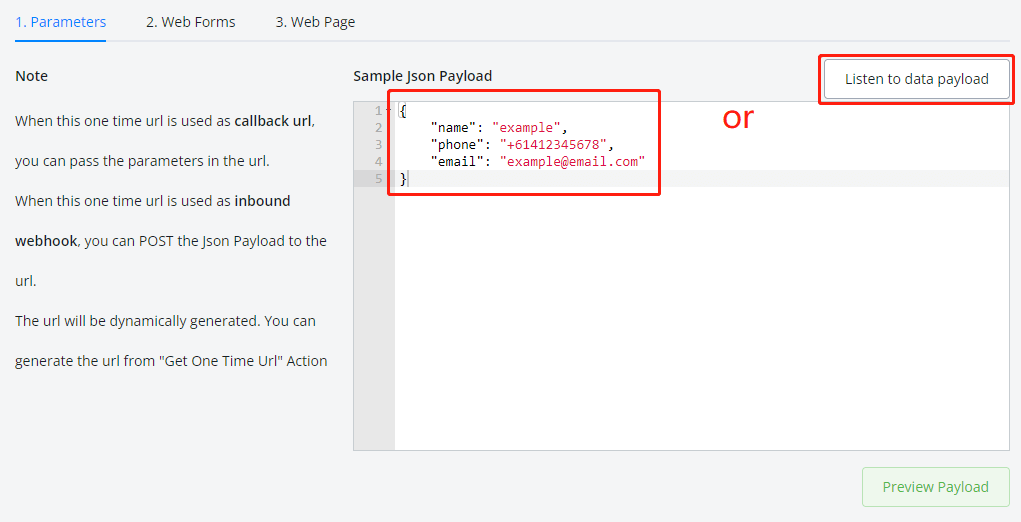 1. Parameters 2. Web Forms 3. Web Page
Note
When this one time url is used as callback url,
you can pass the parameters in the url.
When this one time url is used as inbound
webhook, you can POST the Json Payload to the
url.
The url will be dynamically generated. You can
generate the url from "Get One Time Url" Action
Sample Json Payload
Listen to data payload
or
1 {
2 "name": "example",
3 "phone": "+61412345678",
4 "email": "example@email.com"
5 }
Preview Payload